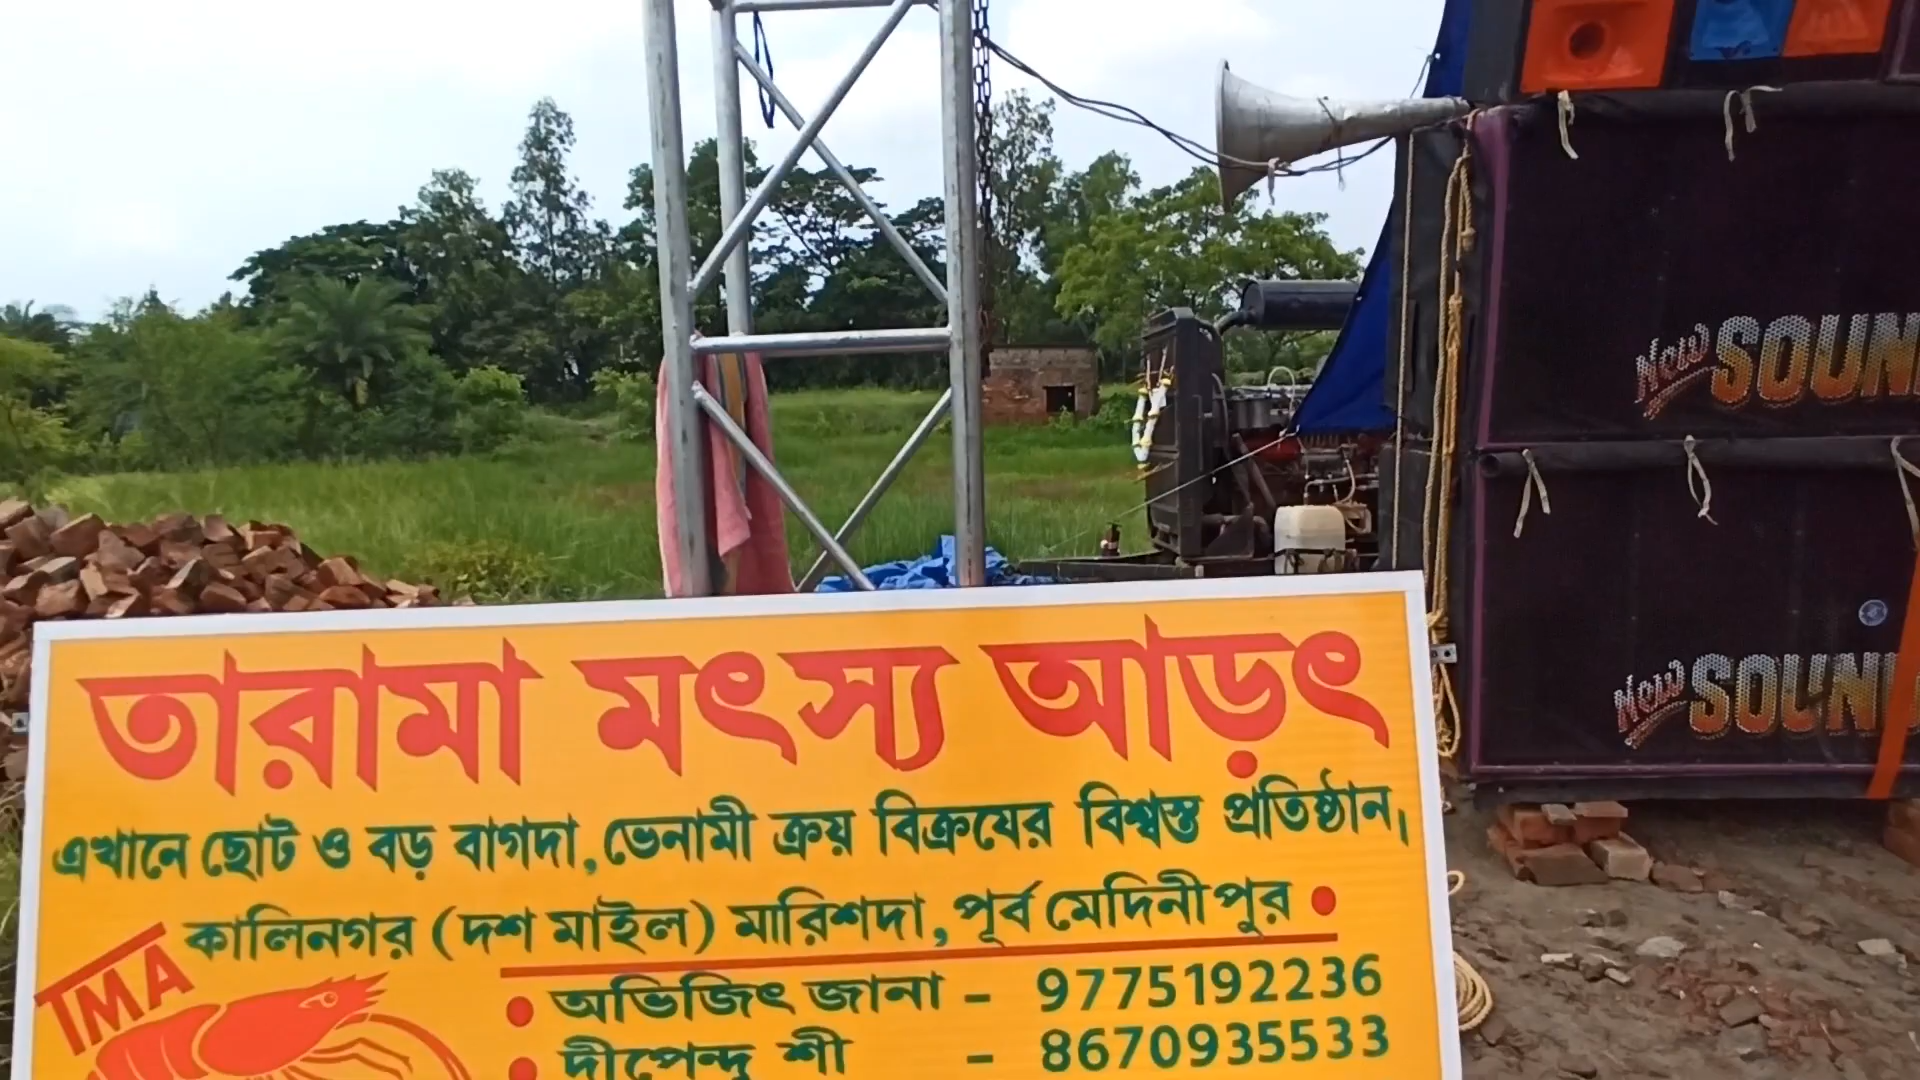 New SOUN
New SOUND
তারামা মৎস্য আড়ৎ
এখানে ছোট ও বড় বাগদা, ভেনামী ক্রয় বিক্রযের বিশ্বস্ত প্রতিষ্ঠান।
কালিনগর (দশ মাইল) মারিশদা, পূর্ব মেদিনীপুর
TMA
অভিজিৎ জানা - 9775192236
দীপেন্দু শী - 8670935533